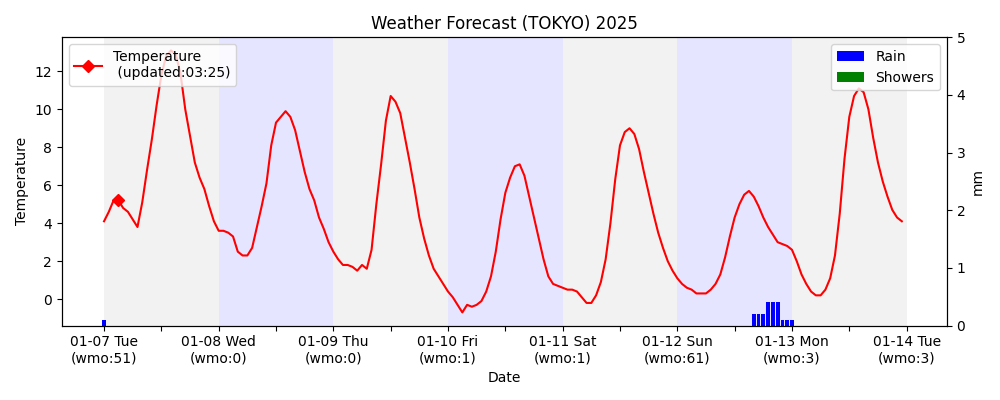 Weather Forecast (TOKYO) 2025
Temperature
(updated:03:25)
Rain
Showers
Temperature
12
10
8
6
4
2
0
5
4
3
2
1
0
mm
01-07 Tue
(wmo:51)
01-08 Wed
(wmo:0)
01-09 Thu
(wmo:0)
01-10 Fri
(wmo:1)
01-11 Sat
(wmo:1)
01-12 Sun
(wmo:61)
01-13 Mon
(wmo:3)
01-14 Tue
(wmo:3)
Date